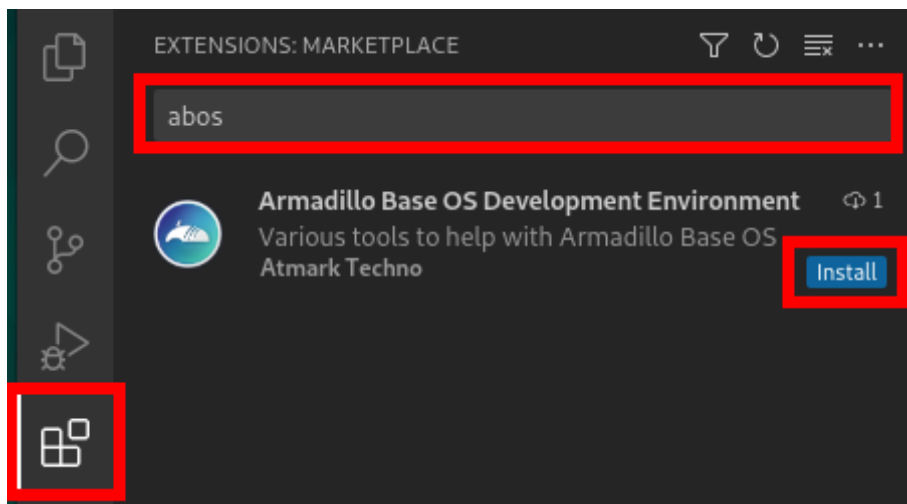 EXTENSIONS: MARKETPLACE
abos
Armadillo Base OS Development Environment 1
Various tools to help with Armadillo Base OS
Atmark Techno
Install